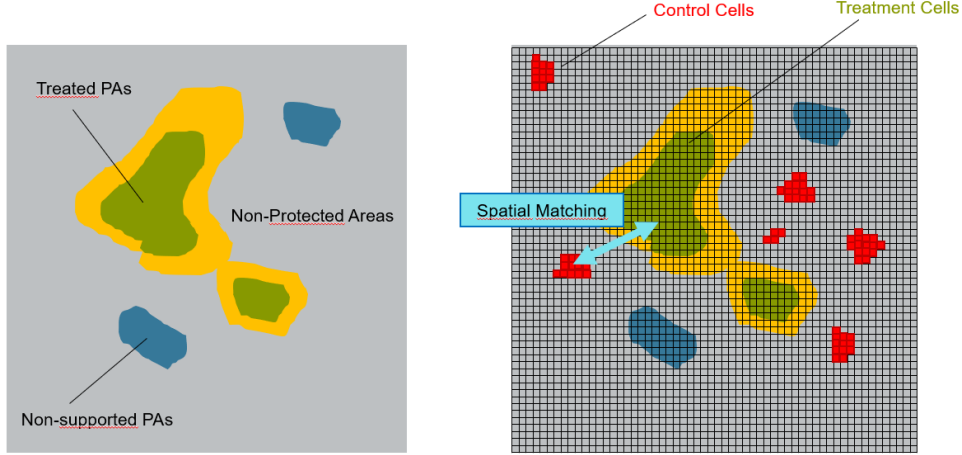 Control Cells
Treatment Cells
Treated PAs
Non-Protected Areas
Spatial Matching
Non-supported PAs